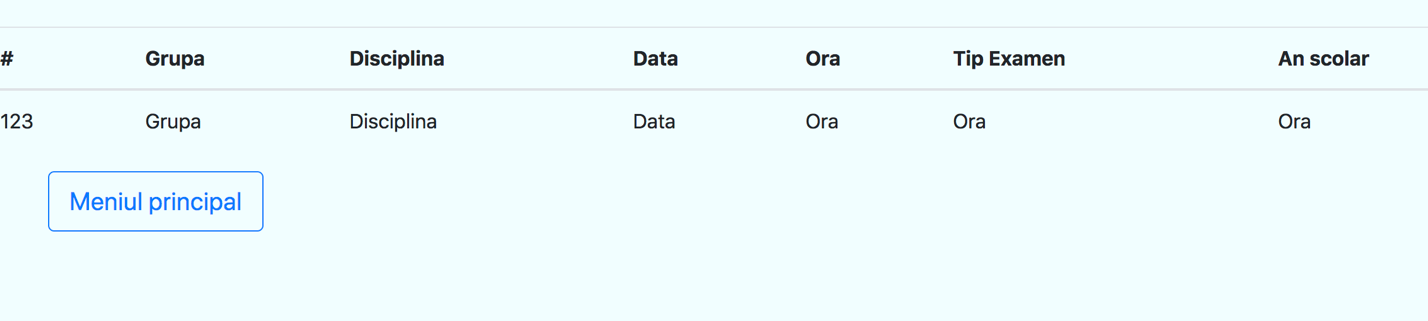 # Grupa Disciplina Data Ora Tip Examen An scolar
123 Grupa Disciplina Data Ora Ora Ora
Meniul principal